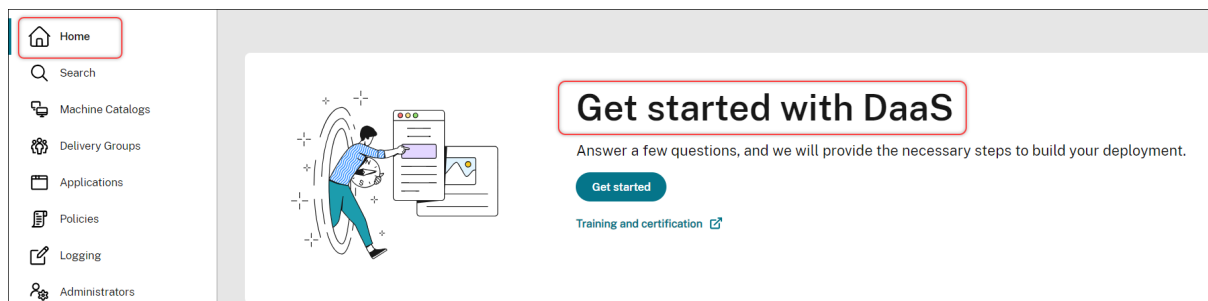 Home
Search
Machine Catalogs
Delivery Groups
Applications
Policies
Logging
Administrators
Get started with DaaS
Answer a few questions, and we will provide the necessary steps to build your deployment.
Get started
Training and certification